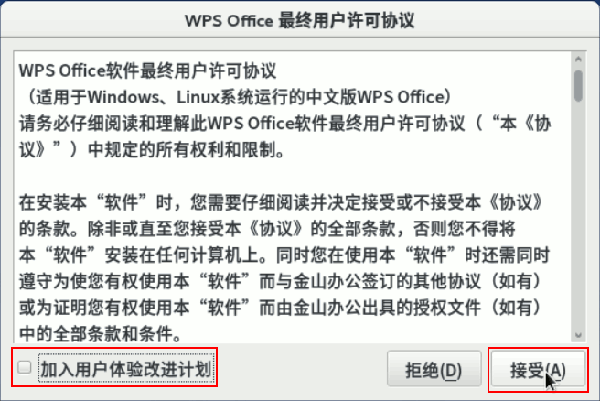 WPS Office 最终用户许可协议
WPS Office软件最终用户许可协议
（适用于Windows、Linux系统运行的中文版WPS Office）
请务必仔细阅读和理解此WPS Office软件最终用户许可协议（“本《协
议》”）中规定的所有权利和限制。
在安装本“软件”时，您需要仔细阅读并决定接受或不接受本《协议》
的条款。除非或直至您接受本《协议》的全部条款，否则您不得将
本“软件”安装在任何计算机上。同时您在使用本“软件”时还需同时
遵守为使您有权使用本“软件”而与金山办公签订的其他协议（如有）
或为证明您有权使用本“软件”而由金山办公出具的授权文件（如有）
中的全部条款和条件。
加入用户体验改进计划
拒绝(D)
接受(A)